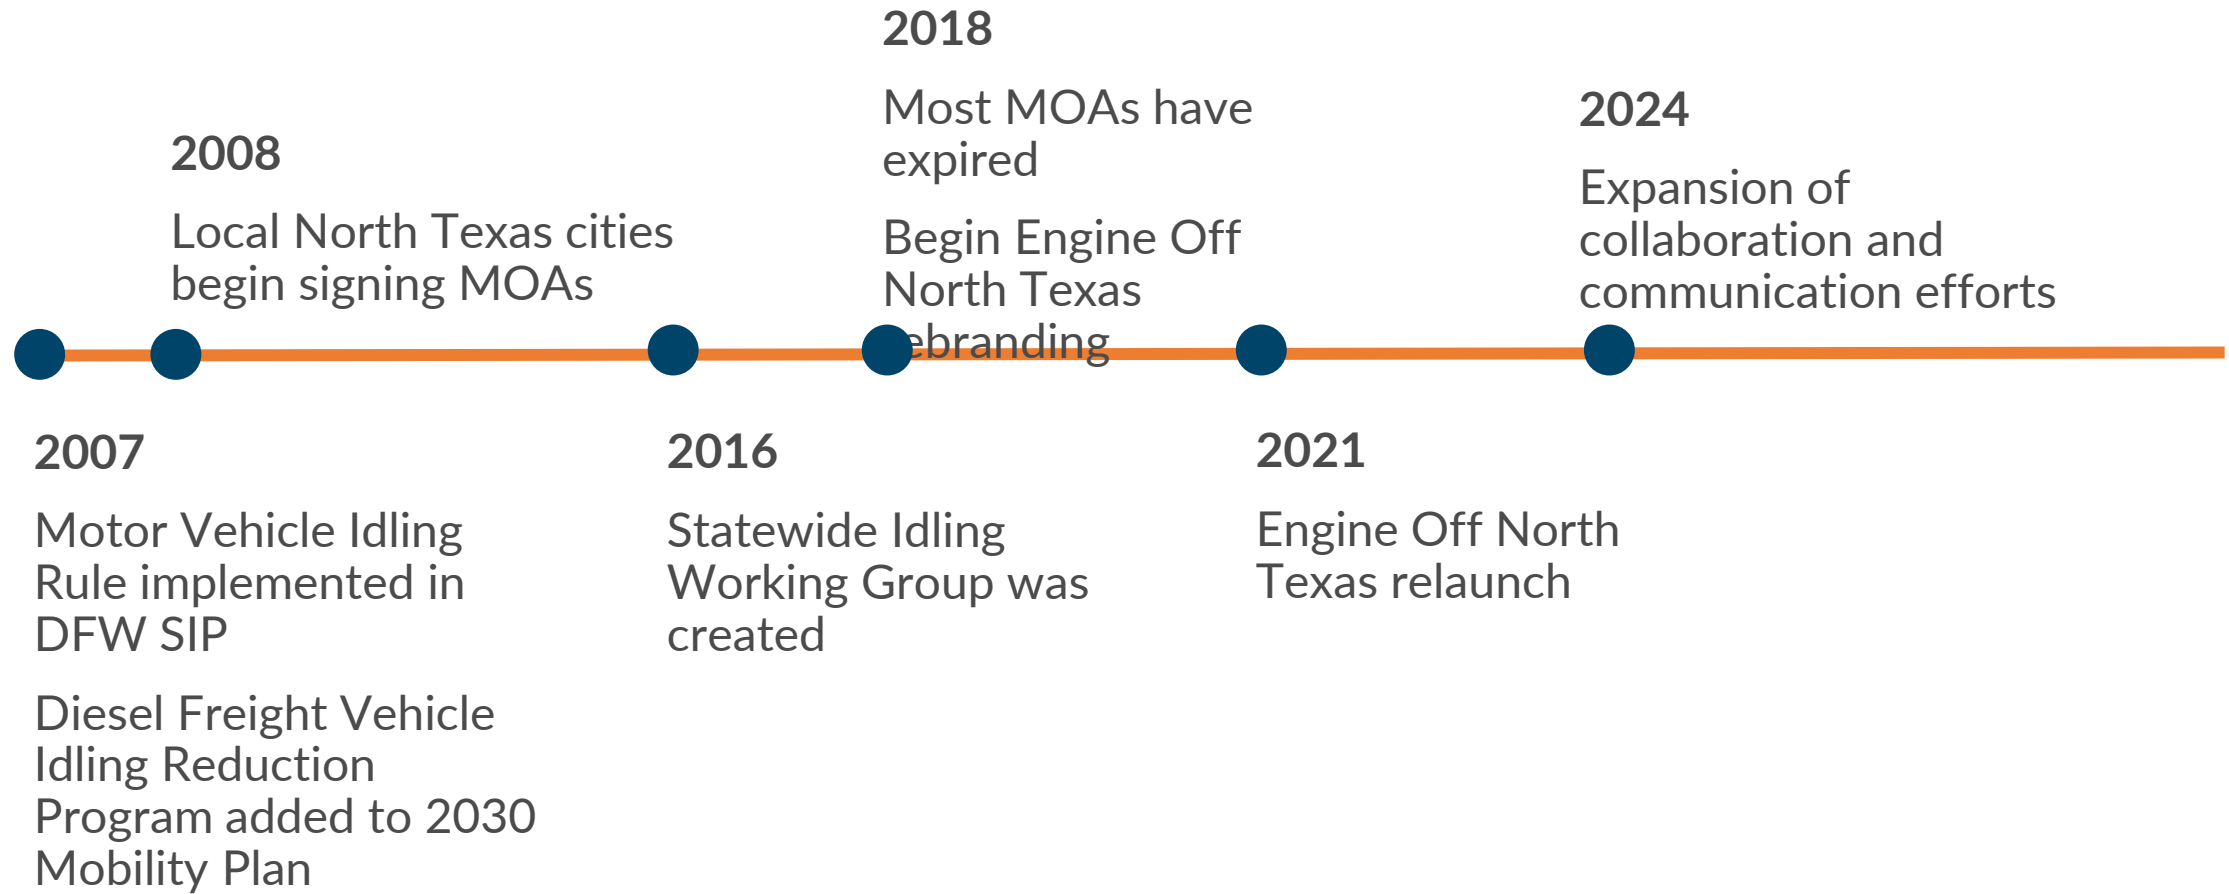 2018
Most MOAs have
expired
Begin Engine Off
North Texas
rebranding
2024
Expansion of
collaboration and
communication efforts
2008
Local North Texas cities
begin signing MOAs
2007
Motor Vehicle Idling
Rule implemented in
DFW SIP
Diesel Freight Vehicle
Idling Reduction
Program added to 2030
Mobility Plan
2016
Statewide Idling
Working Group was
created
2021
Engine Off North
Texas relaunch